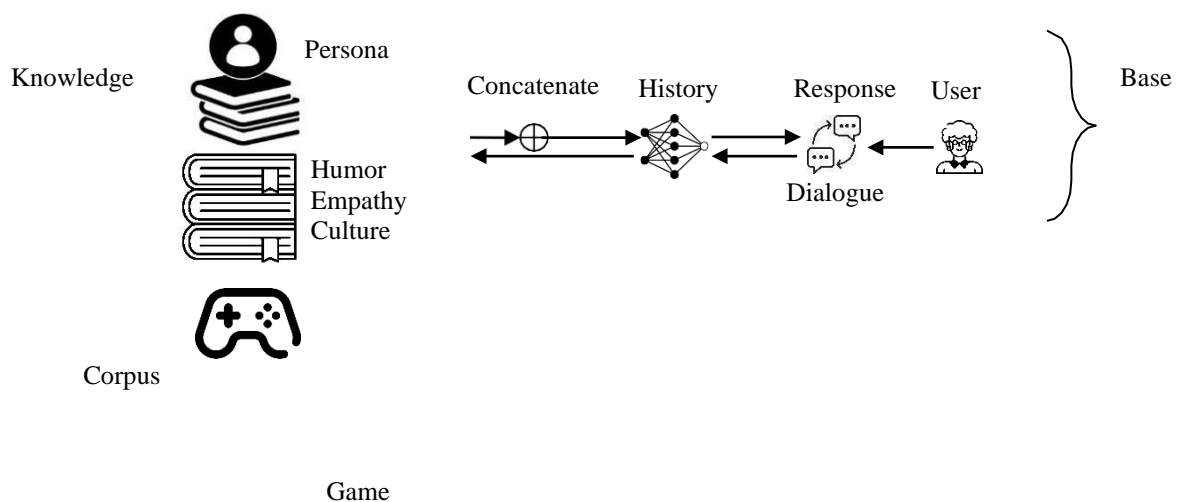 Persona
Knowledge
Base
Concatenate
History
Response
User
Humor
Empathy
Culture
Dialogue
Corpus
Game